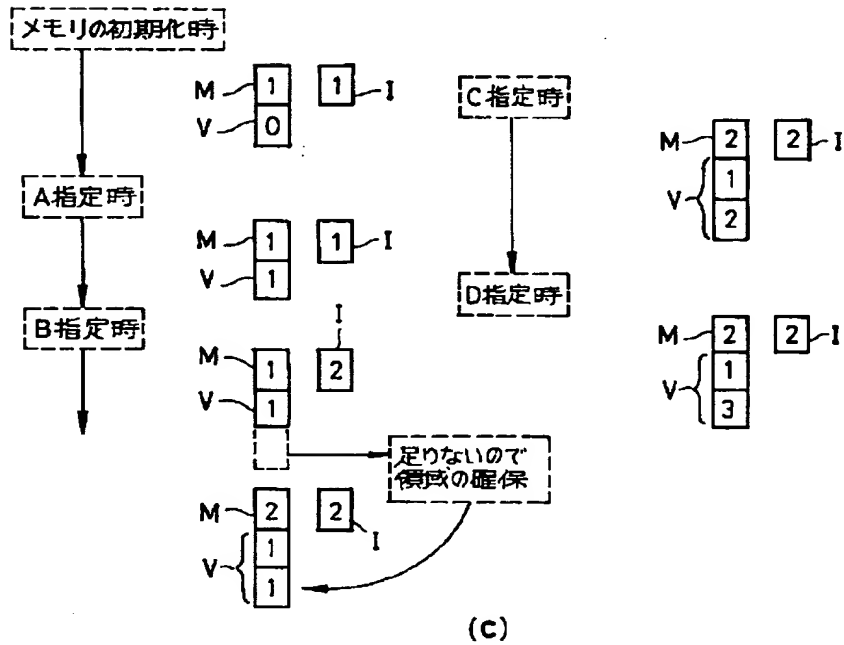 メモリの初期化時
M 1 1 I
V 0
A指定時
M 1 1 I
V 1
B指定時
I
M 1 2
V 1
足りないので
領域の確保
M 2 2 I
V 1
1
C指定時
M 2 2 I
V 1
2
D指定時
M 2 2 I
V 1
3
(C)